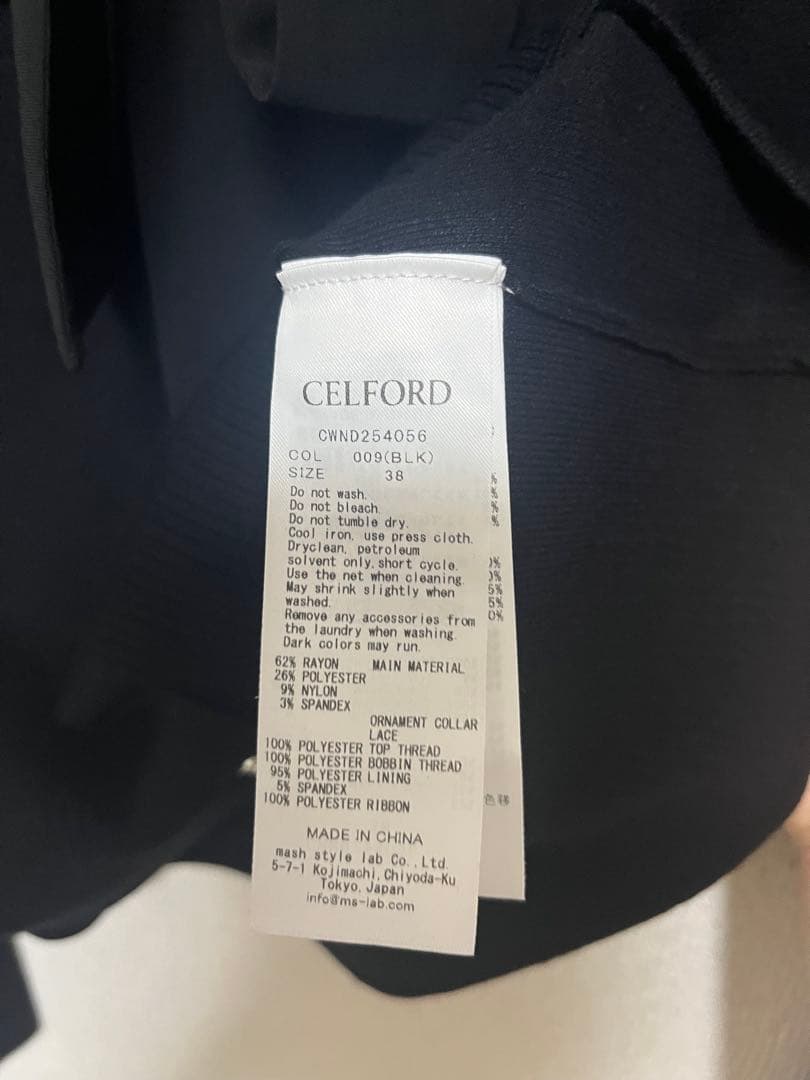 CELFORD
CWND254056
COL 009(BLK)
SIZE 38
Do not wash.
Do not bleach.
Do not tumble dry.
Cool iron, use press cloth.
Dryclean, petroleum
solvent only,short cycle.
Use the net when cleaning.
May shrink slightly when
washed.
Remove any accessories from
the laundry when washing.
Dark colors may run.
62% RAYON MAIN MATERIAL
26% POLYESTER
9% NYLON
3% SPANDEX
ORNAMENT COLLAR
LACE
100% POLYESTER TOP THREAD
100% POLYESTER BOBBIN THREAD
95% POLYESTER LINING
5% SPANDEX
100% POLYESTER RIBBON
MADE IN CHINA
mash style lab Co.,Ltd.
5-7-1 Kojimachi,Chiyoda-Ku
Tokyo,Japan
info@ms-lab.com
%
%
%
%
)%
)%
5%
5%
0%
色移